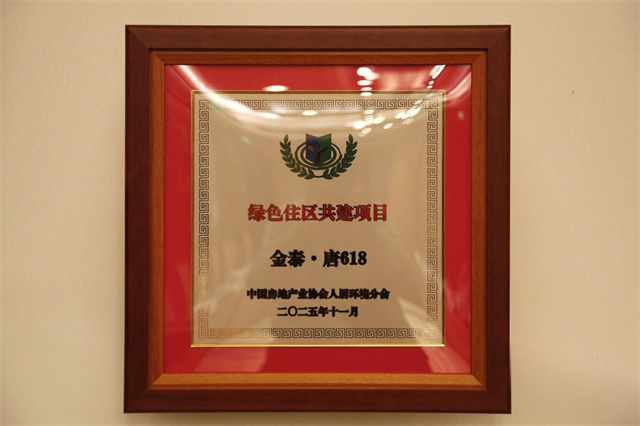 绿色住区共建项目
金泰·唐618
中国房地产业协会人居环境分会
二〇二五年十一月